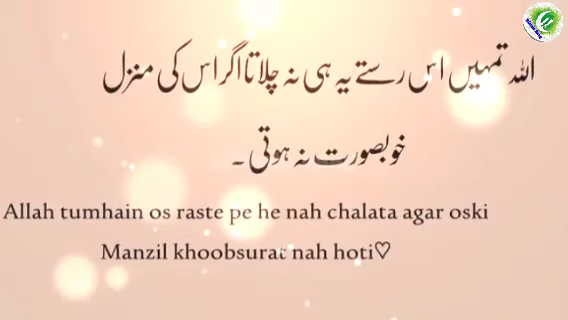 اللہ تمہیں اس رستے پہ ہی نہ چلاتا اگر اس کی منزل
خوبصورت نہ ہوتی ۔
Allah tumhain os raste pe he nah chalata agar oski
Manzil khoobsurat nah hoti♡